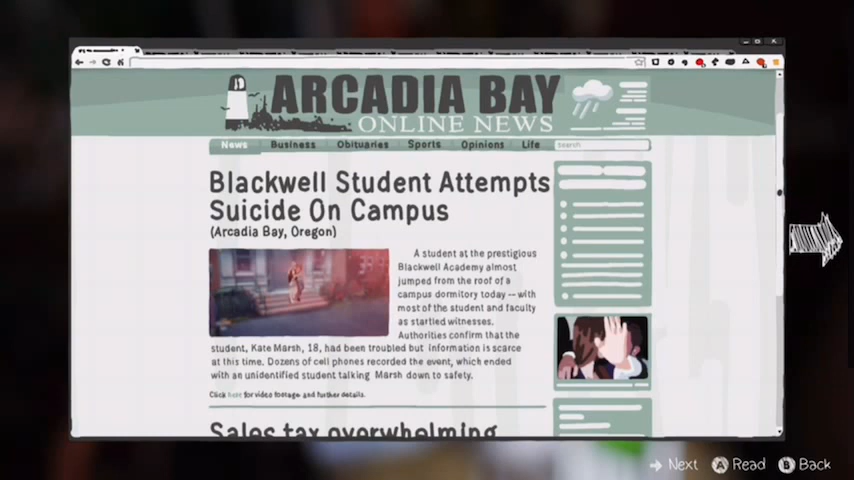 ARCADIA BAY
ONLINE NEWS
News Business Obituaries Sports Opinions Life Search
Blackwell Student Attempts
Suicide On Campus
(Arcadia Bay, Oregon)
A student at the prestigious
Blackwell Academy almost
jumped from the roof of a
campus dormitory today -- with
most of the student and faculty
as startled witnesses.
Authorities confirm that the
student, Kate Marsh, 18, had been troubled but information is scarce
at this time. Dozens of cell phones recorded the event, which ended
with an unidentified student talking Marsh down to safety.
Click here for video footage and further details.
Sales tax overwhelming
Next A Read B Back